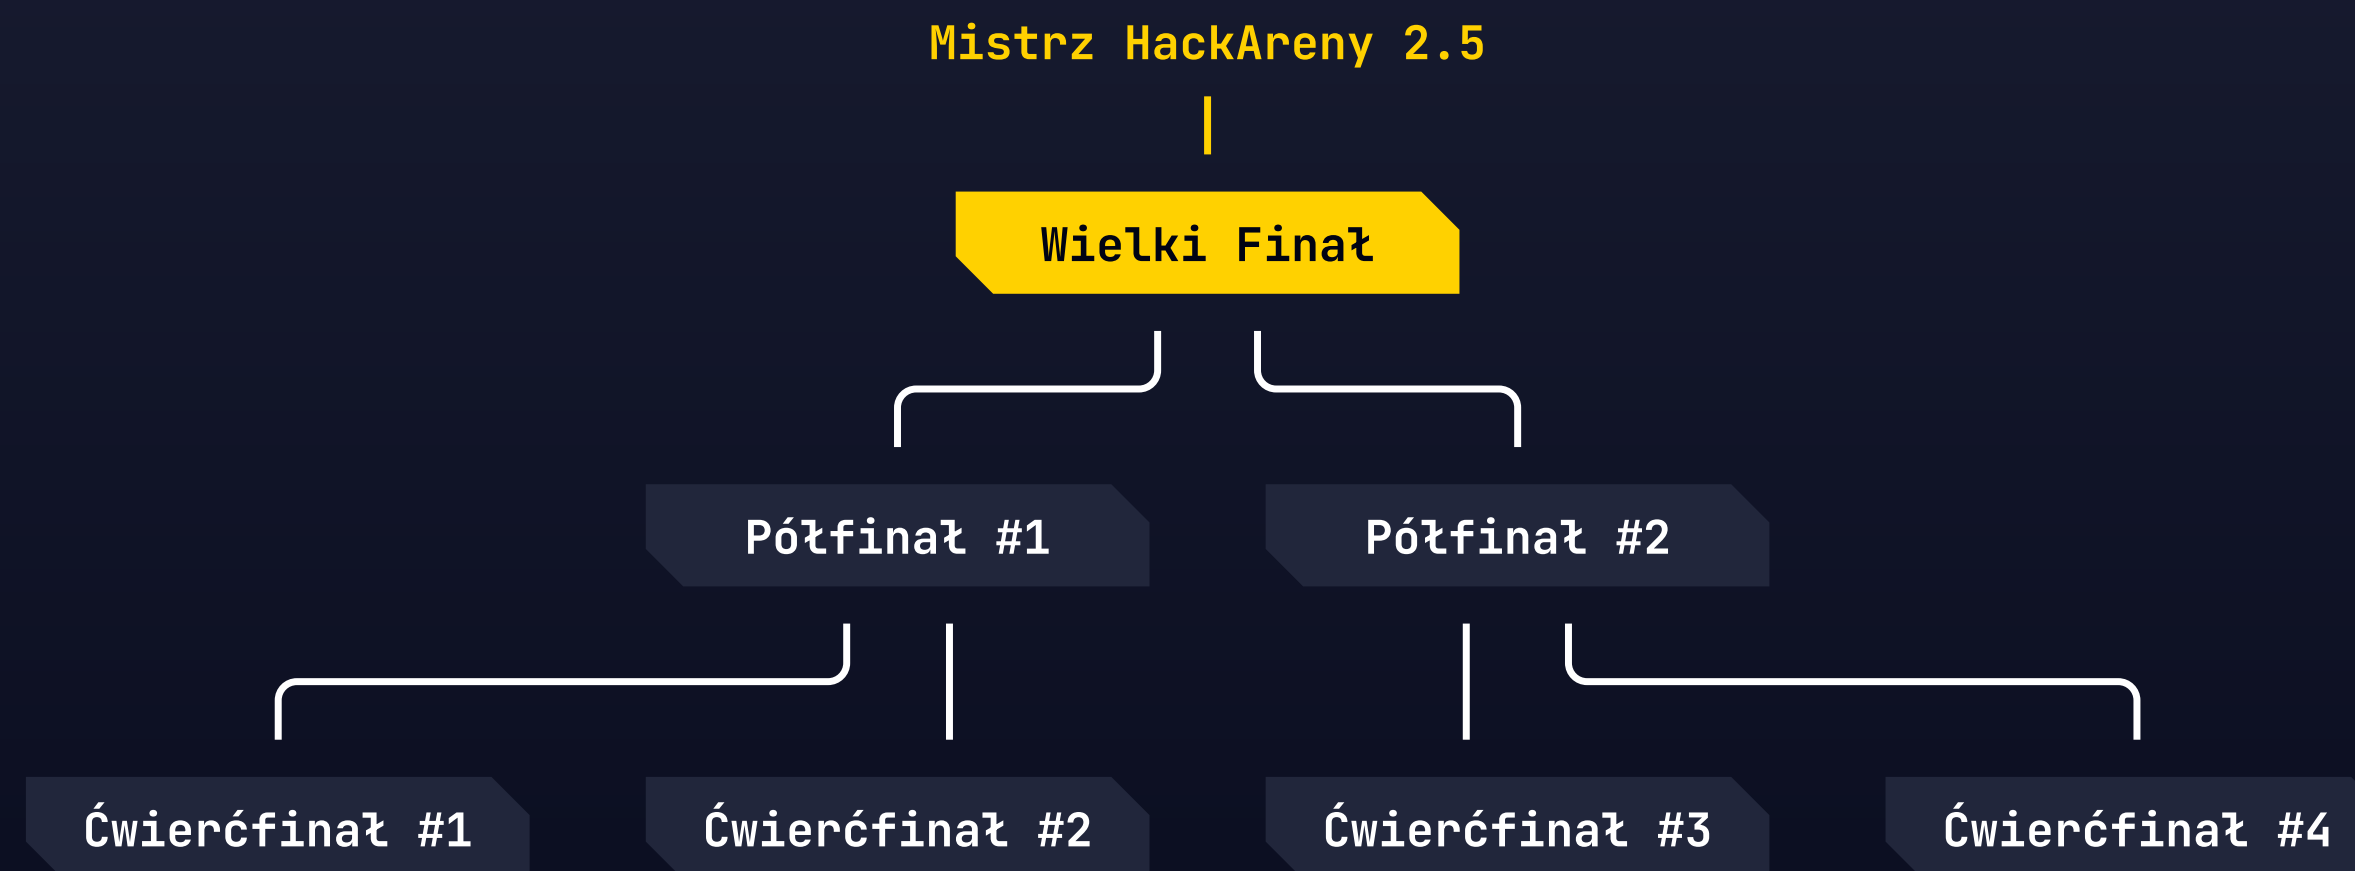 Mistrz HackAreny 2.5
Wielki Finał
Półfinał #1
Półfinał #2
Ćwierćfinał #1
Ćwierćfinał #2
Ćwierćfinał #3
Ćwierćfinał #4